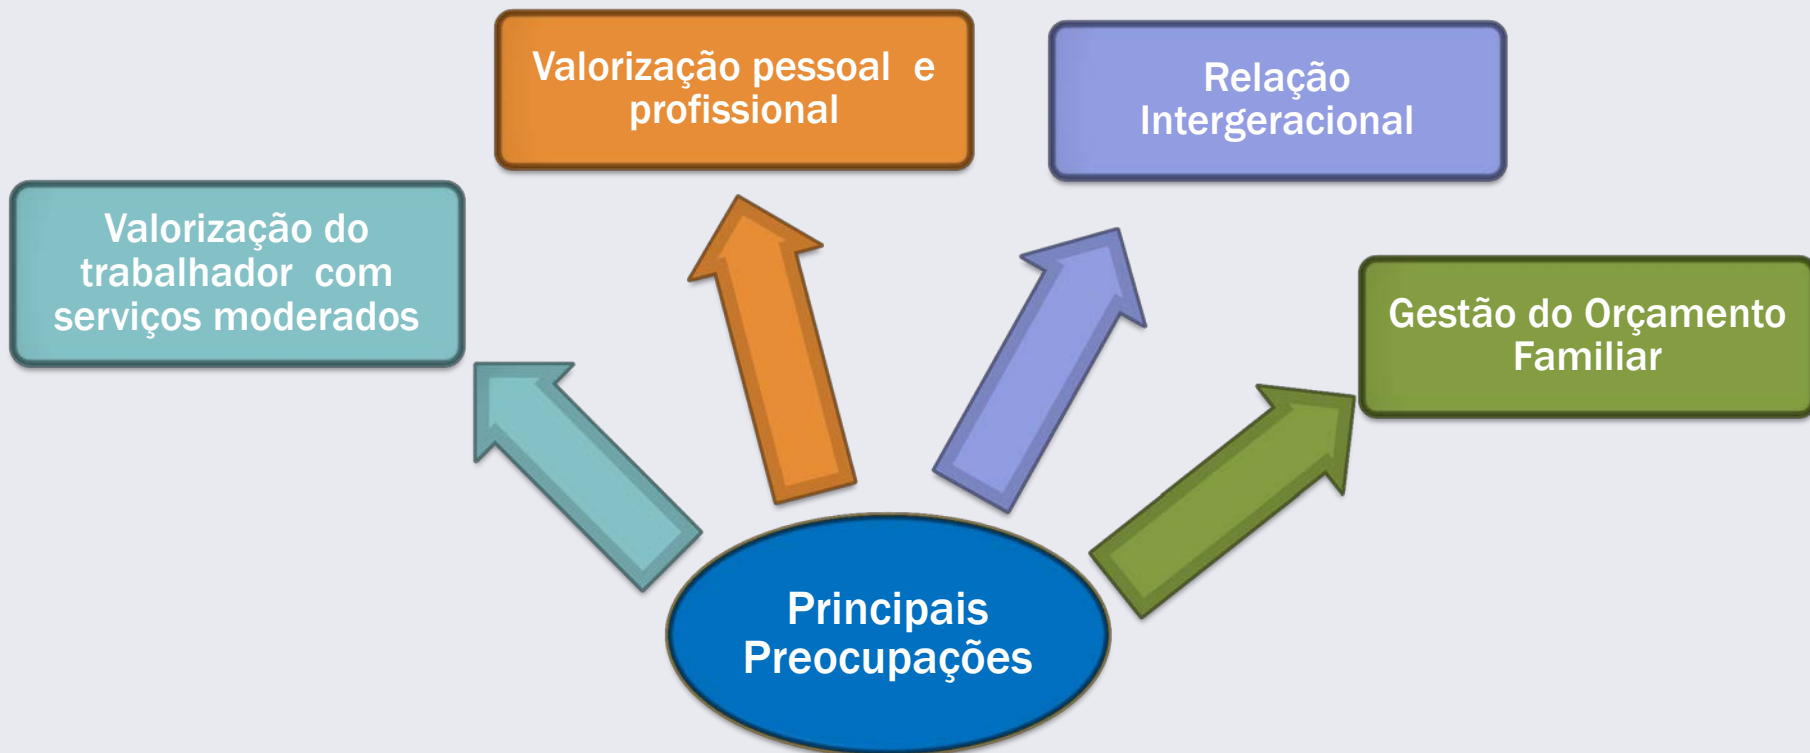 Valorização pessoal e
profissional
Relação
Intergeracional
Valorização do
trabalhador com
serviços moderados
Gestão do Orçamento
Familiar
Principais
Preocupações